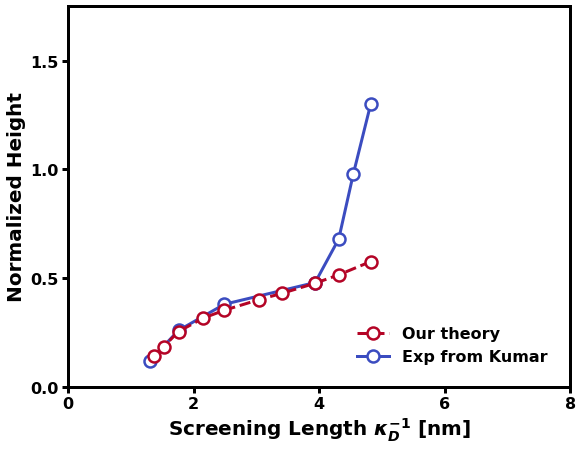 Normalized Height
1.5
1.0
0.5
0.0
0 2 4 6 8
Our theory
Exp from Kumar
Screening Length κ_D^{-1} [nm]